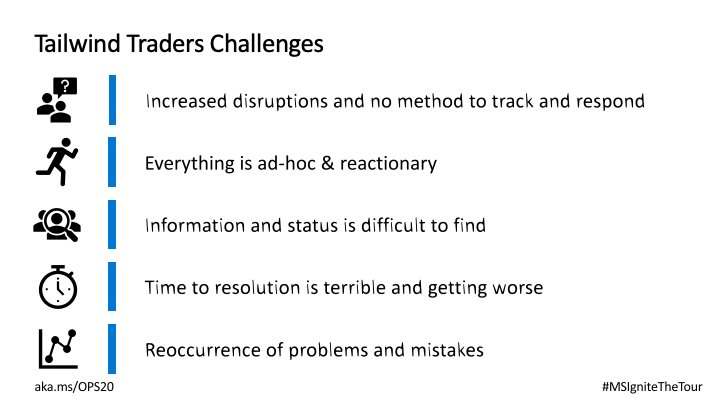 Tailwind Traders Challenges
?
Increased disruptions and no method to track and respond
Everything is ad-hoc & reactionary
Information and status is difficult to find
Time to resolution is terrible and getting worse
Reoccurrence of problems and mistakes
aka.ms/OPS20
#MSIgniteTheTour